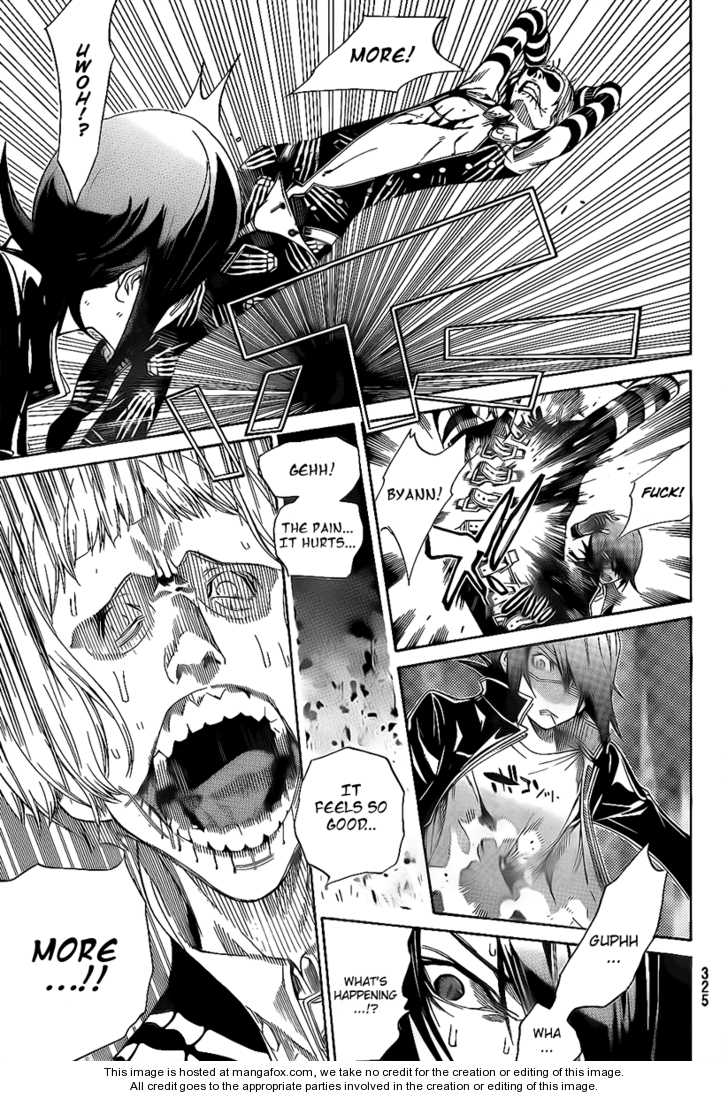 MORE!
UWOH!?
FUCK!
BYANN!
GEHH!
THE PAIN...
IT HURTS...
IT
FEELS SO
GOOD...
MORE
...!!
GUPHH
...
WHA
...
WHAT'S
HAPPENING
...!?
325
This image is hosted at mangafox.com, we take no credit for the creation or editing of this image.
All credit goes to the appropriate parties involved in the creation or editing of this image.